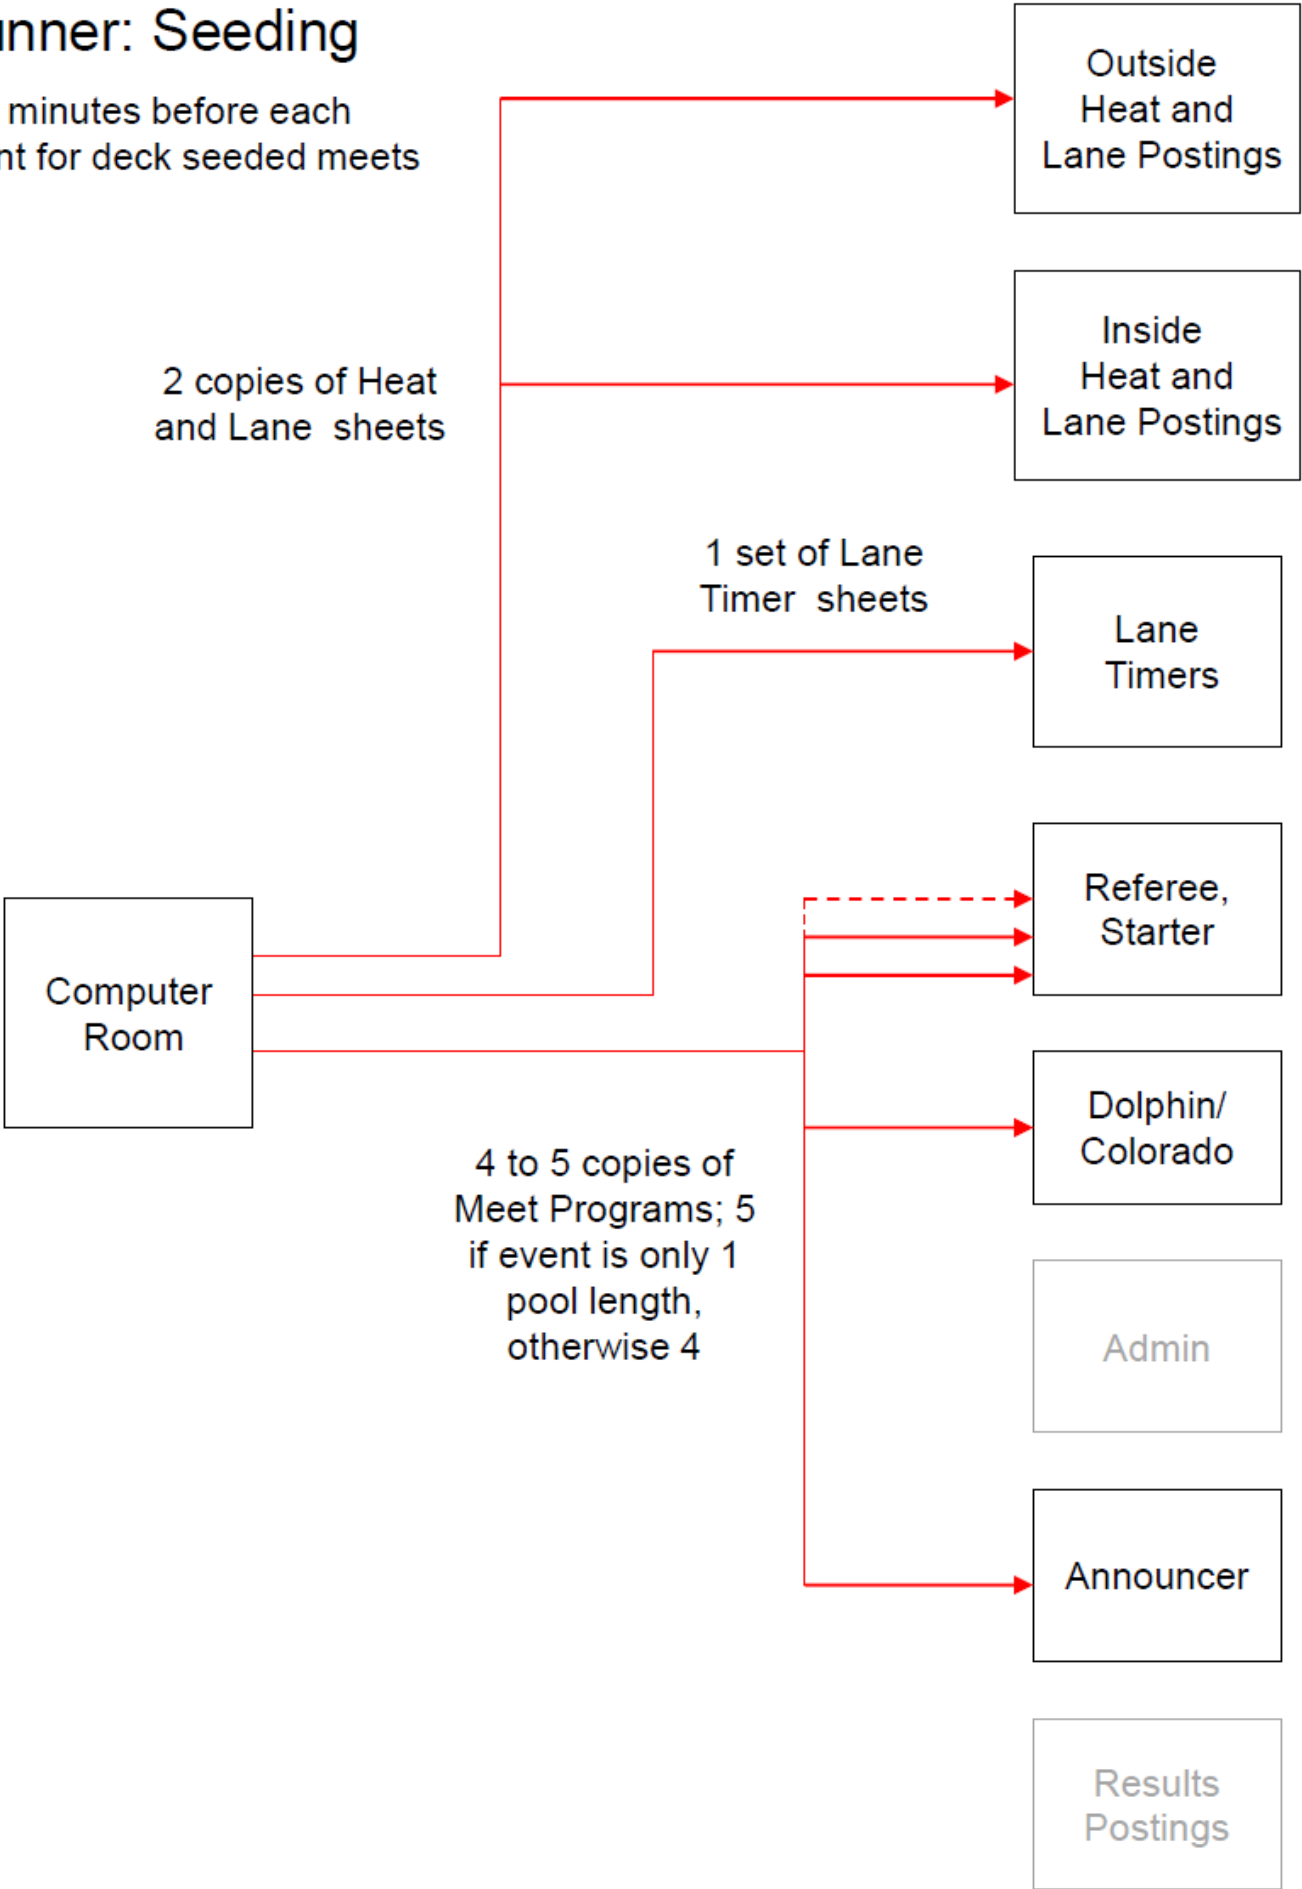 nner: Seeding
minutes before each
nt for deck seeded meets
Outside
Heat and
Lane Postings
Inside
Heat and
Lane Postings
2 copies of Heat
and Lane sheets
1 set of Lane
Timer sheets
Lane
Timers
Referee,
Starter
Computer
Room
Dolphin/
Colorado
4 to 5 copies of
Meet Programs; 5
if event is only 1
pool length,
otherwise 4
Admin
Announcer
Results
Postings